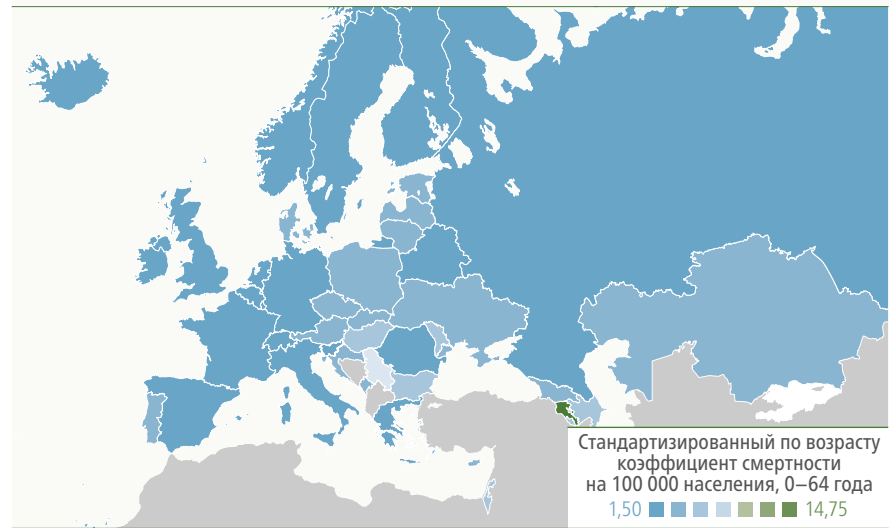 Стандартизированный по возрасту
коэффициент смертности
на 100 000 населения, 0–64 года
1,50 14,75